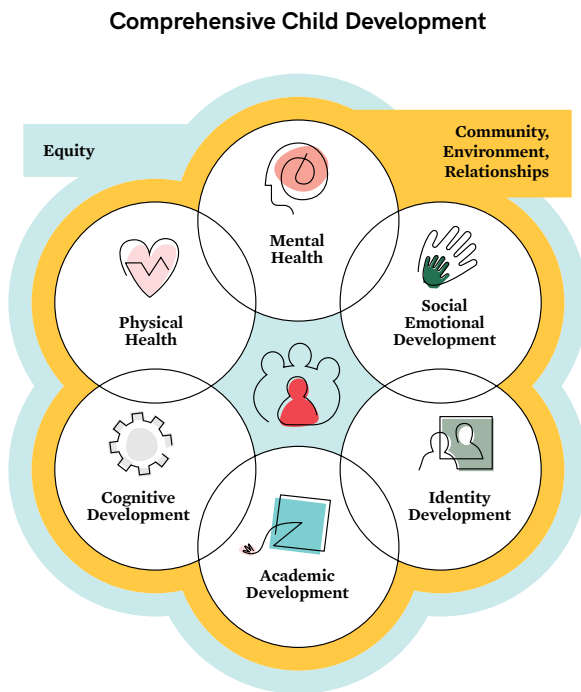 Comprehensive Child Development
Equity
Community,
Environment,
Relationships
Mental
Health
Physical
Health
Social
Emotional
Development
Cognitive
Development
Identity
Development
Academic
Development